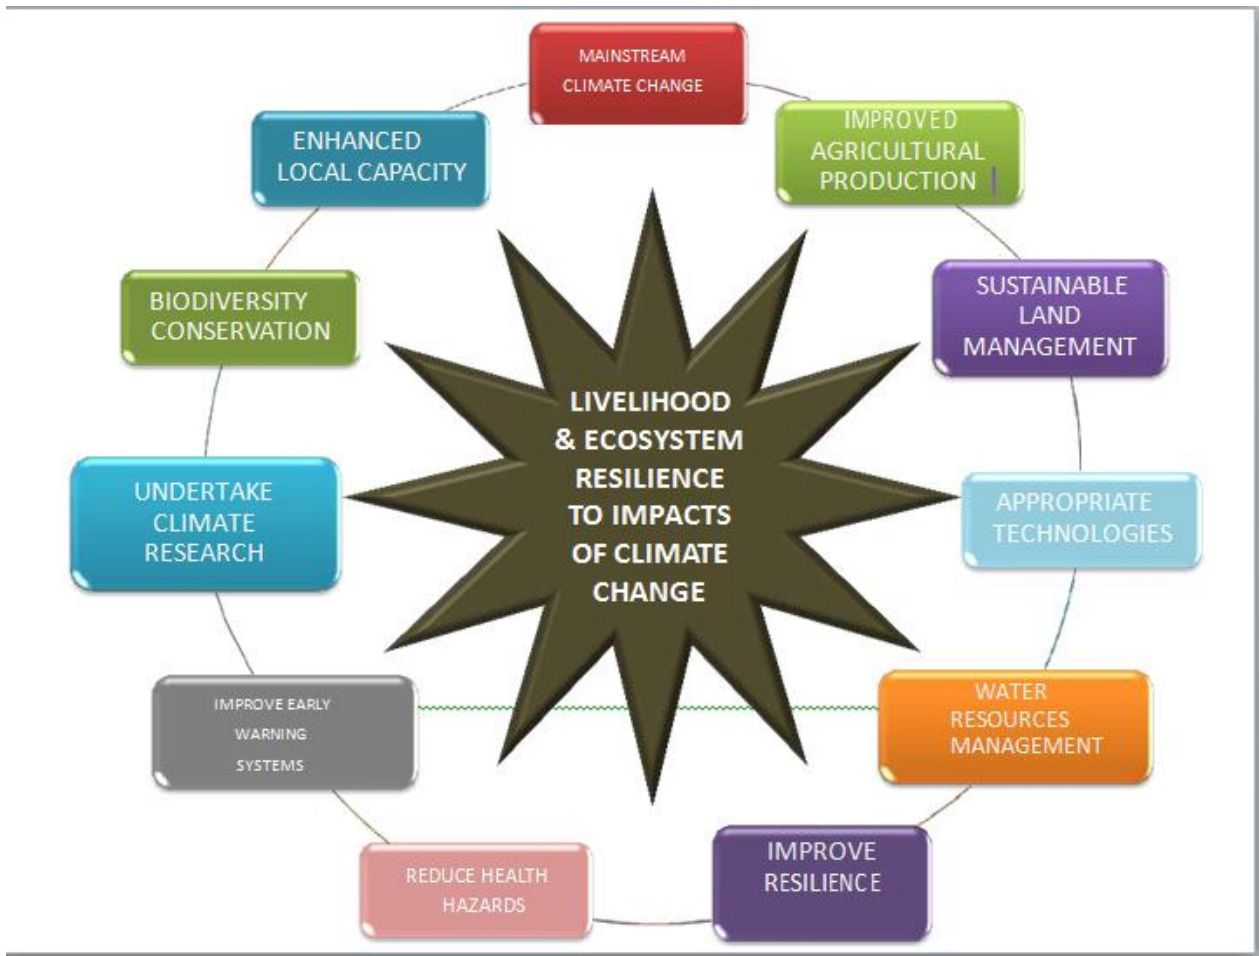 MAINSTREAM
CLIMATE CHANGE
IMPROVED
AGRICULTURAL
PRODUCTION
SUSTAINABLE
LAND
MANAGEMENT
APPROPRIATE
TECHNOLOGIES
WATER
RESOURCES
MANAGEMENT
IMPROVE
RESILIENCE
REDUCE HEALTH
HAZARDS
IMPROVE EARLY
WARNING
SYSTEMS
UNDERTAKE
CLIMATE
RESEARCH
BIODIVERSITY
CONSERVATION
ENHANCED
LOCAL CAPACITY
LIVELIHOOD
& ECOSYSTEM
RESILIENCE
TO IMPACTS
OF CLIMATE
CHANGE